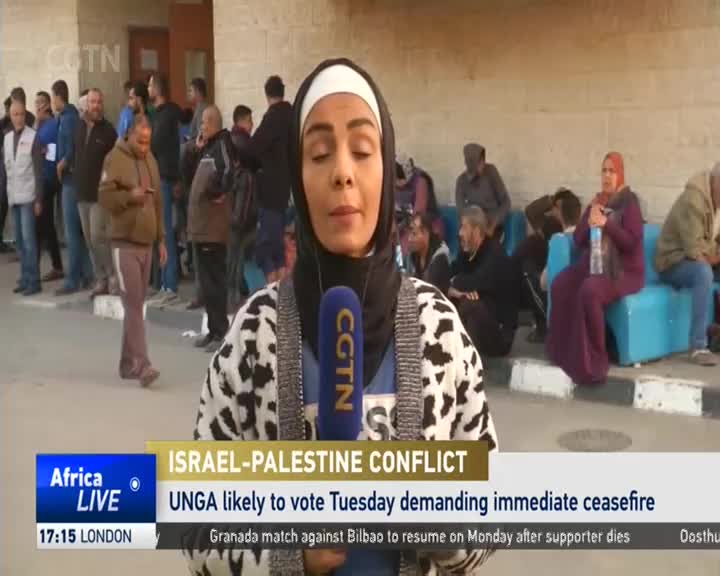 CGTN
CGTN
SS
ISRAEL-PALESTINE CONFLICT
Africa
LIVE
UNGA likely to vote Tuesday demanding immediate ceasefire
17:15 LONDON
y Granada match against Bilbao to resume on Monday after supporter dies Oosthu